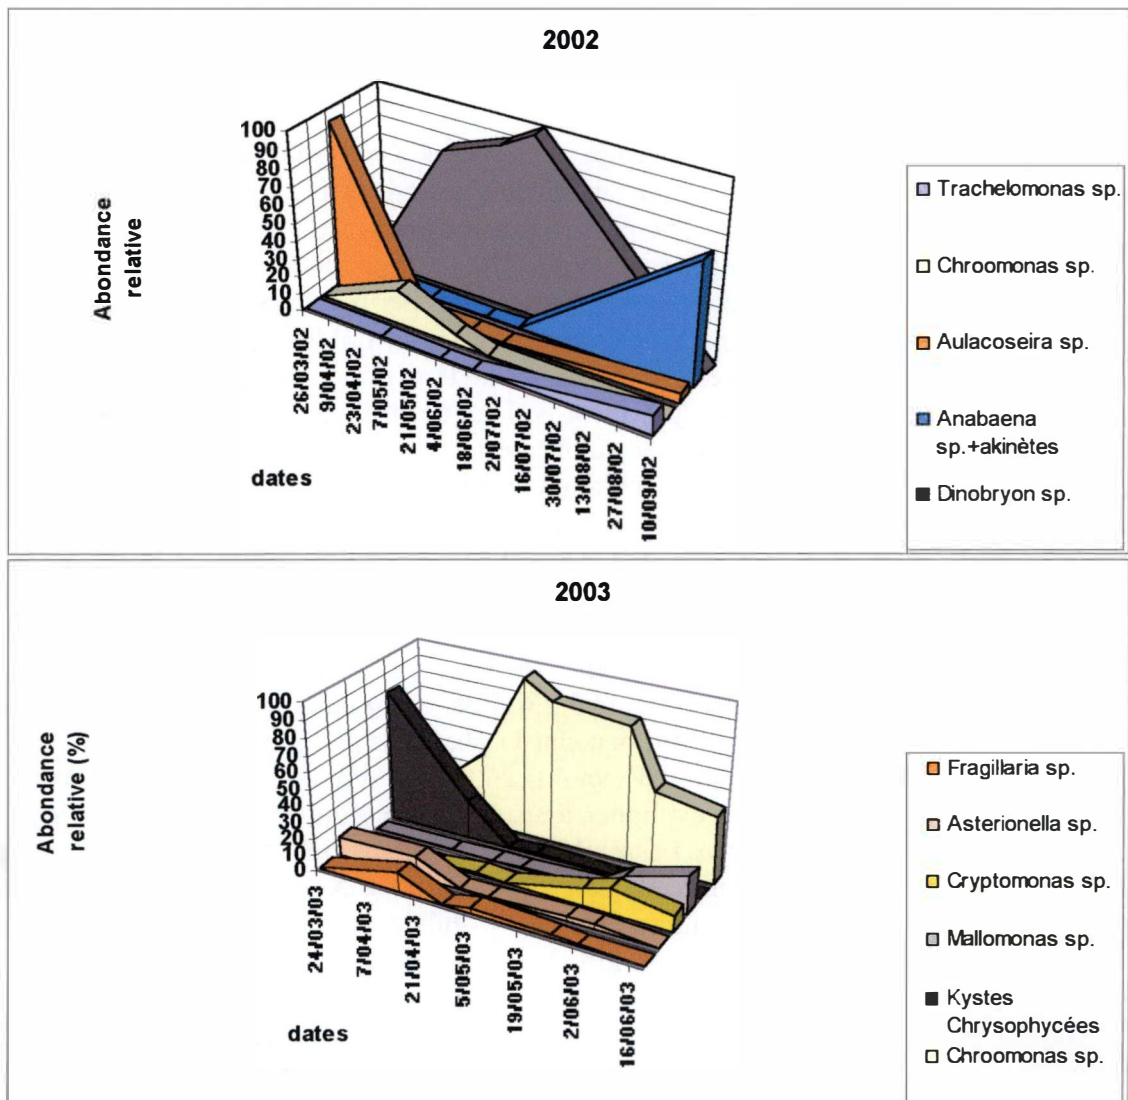 2002
Abondance
relative
100
90
80
70
60
50
40
30
20
10
0
26/03/02
9/04/02
23/04/02
7/05/02
21/05/02
4/06/02
18/06/02
2/07/02
16/07/02
30/07/02
13/08/02
27/08/02
10/09/02
dates
Trachelomonas sp.
Chroomonas sp.
Aulacoseira sp.
Anabaena
sp.+akinètes
Dinobryon sp.
2003
Abondance
relative (%)
100
90
80
70
60
50
40
30
20
10
0
24/03/03
7/04/03
21/04/03
5/05/03
19/05/03
2/06/03
16/06/03
dates
Fragillaria sp.
Asterionella sp.
Cryptomonas sp.
Mallomonas sp.
Kystes
Chrysophycées
Chroomonas sp.